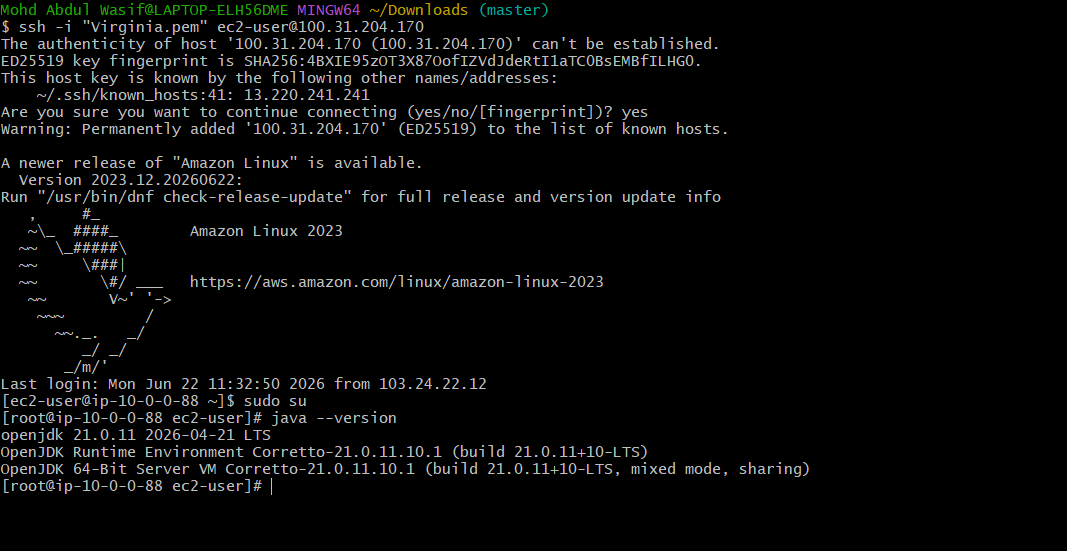 Mohd Abdul Wasif@LAPTOP-ELH56DME MINGW64 ~/Downloads (master)
$ ssh -i "Virginia.pem" ec2-user@100.31.204.170
The authenticity of host '100.31.204.170 (100.31.204.170)' can't be established.
ED25519 key fingerprint is SHA256:4BXIE95zOT3X87OofIZVdJdeRtI1aTC0BsEMBfILHG0.
This host key is known by the following other names/addresses:
    ~/.ssh/known_hosts:41: 13.220.241.241
Are you sure you want to continue connecting (yes/no/[fingerprint])? yes
Warning: Permanently added '100.31.204.170' (ED25519) to the list of known hosts.

A newer release of "Amazon Linux" is available.
  Version 2023.12.20260622:
Run "/usr/bin/dnf check-release-update" for full release and version update info
   ,     #_
   ~\_  ####_        Amazon Linux 2023
  ~~  \_#####\
  ~~     \###|
  ~~       \#/ ___   https://aws.amazon.com/linux/amazon-linux-2023
   ~~       V~' '->
    ~~~         /
      ~~._.   _/
         _/ _/
       _/m/'
Last login: Mon Jun 22 11:32:50 2026 from 103.24.22.12
[ec2-user@ip-10-0-0-88 ~]$ sudo su
[root@ip-10-0-0-88 ec2-user]# java --version
openjdk 21.0.11 2026-04-21 LTS
OpenJDK Runtime Environment Corretto-21.0.11.10.1 (build 21.0.11+10-LTS)
OpenJDK 64-Bit Server VM Corretto-21.0.11.10.1 (build 21.0.11+10-LTS, mixed mode, sharing)
[root@ip-10-0-0-88 ec2-user]#